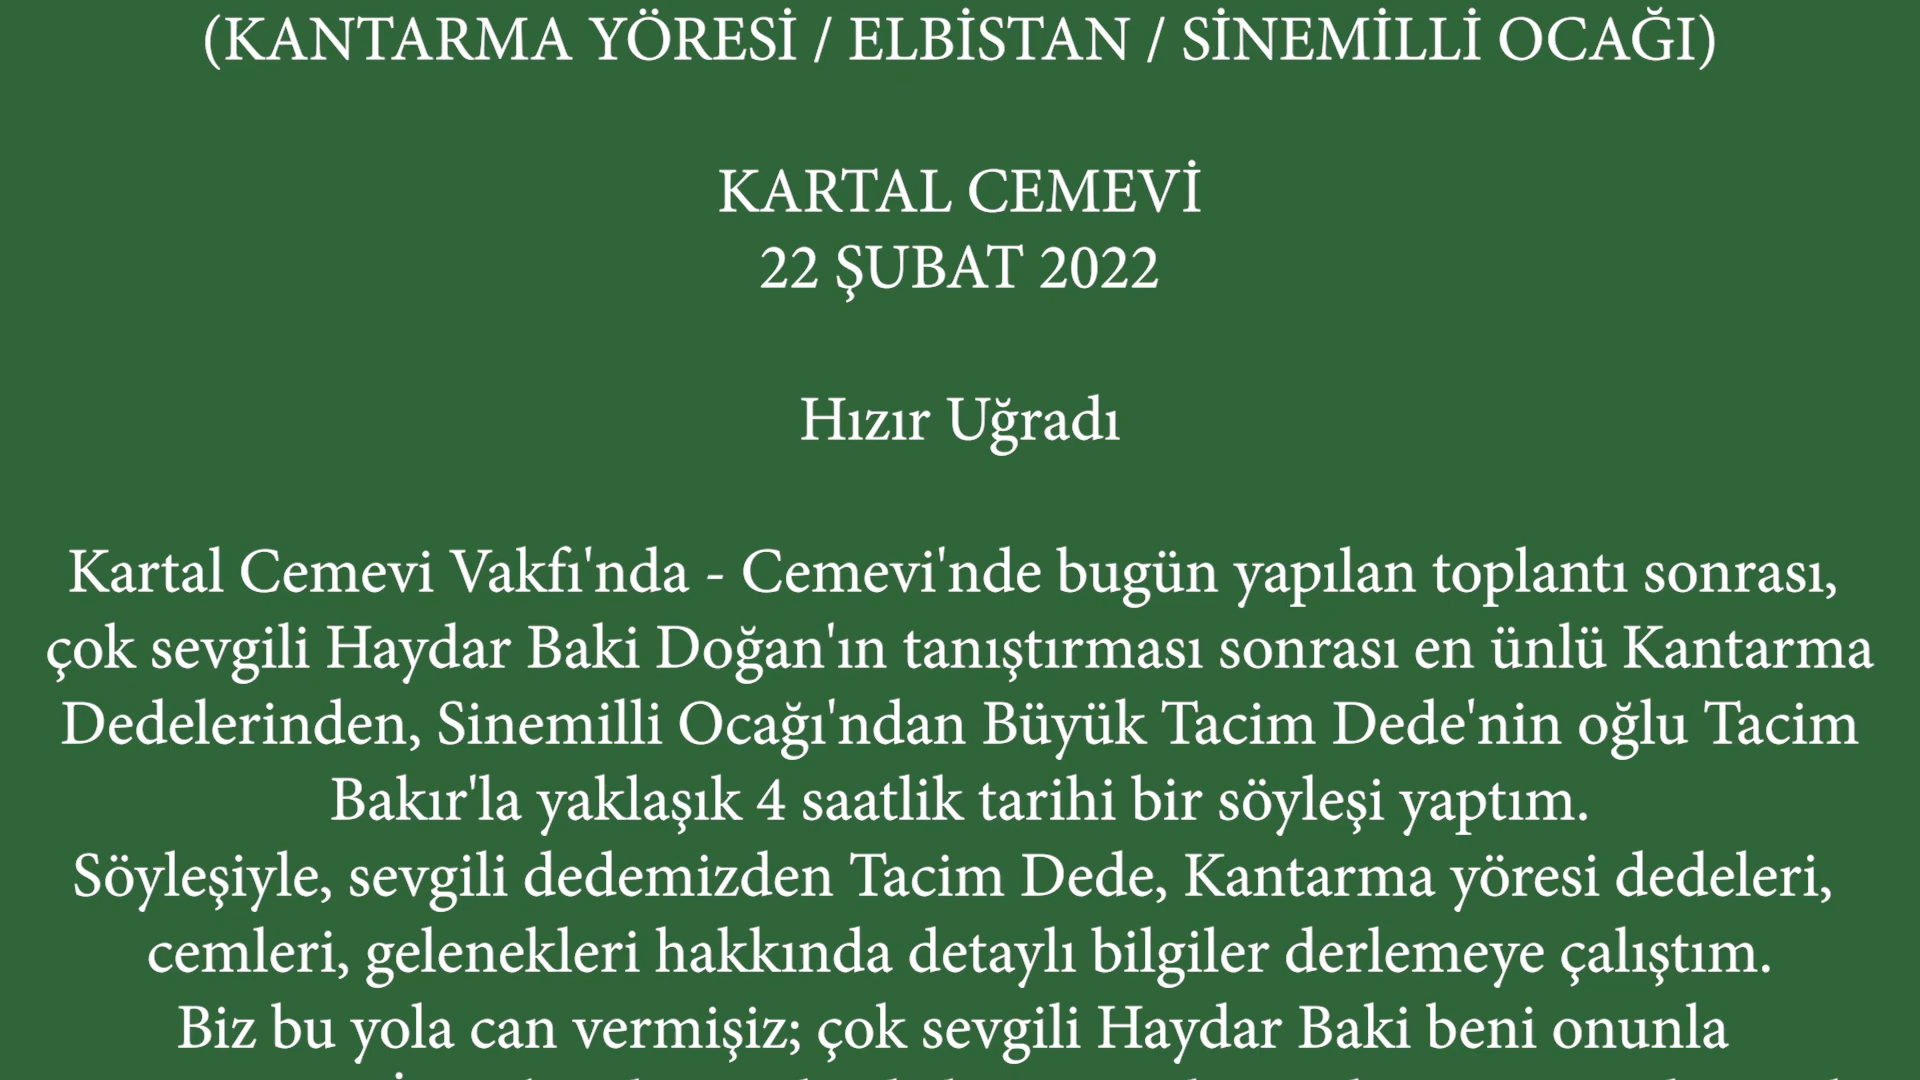 (KANTARMA YÖRESİ / ELBİSTAN / SİNEMİLLİ OCAĞI)
KARTAL CEMEVİ
22 ŞUBAT 2022
Hızır Uğradı
Kartal Cemevi Vakfı'nda - Cemevi'nde bugün yapılan toplantı sonrası,
çok sevgili Haydar Baki Doğan'ın tanıştırması sonrası en ünlü Kantarma
Dedelerinden, Sinemilli Ocağı'ndan Büyük Tacim Dede'nin oğlu Tacim
Bakır'la yaklaşık 4 saatlik tarihi bir söyleşi yaptım.
Söyleşiyle, sevgili dedemizden Tacim Dede, Kantarma yöresi dedeleri,
cemleri, gelenekleri hakkında detaylı bilgiler derlemeye çalıştım.
Biz bu yola can vermişiz; çok sevgili Haydar Baki beni onunla